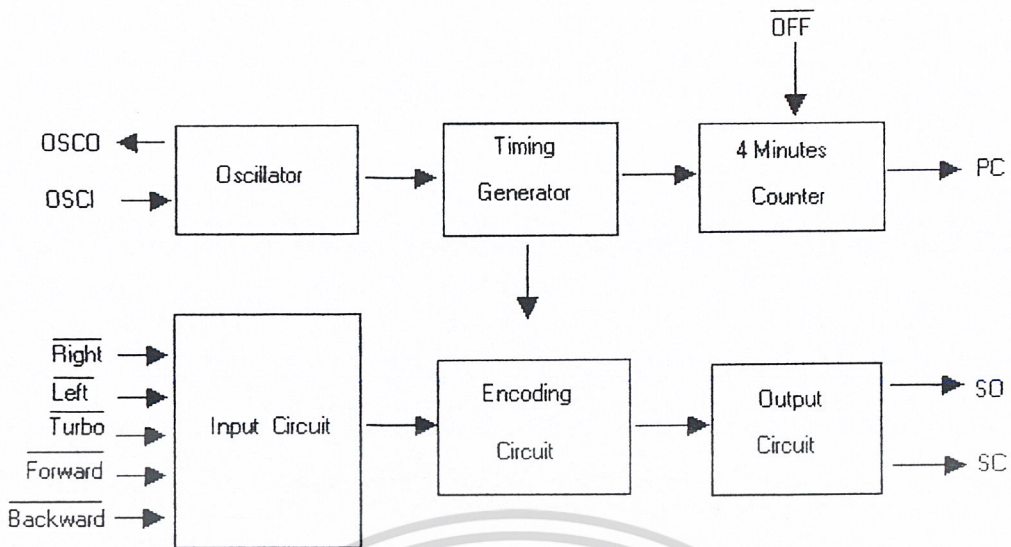 OFF
OSCO
OSCI
Oscillator
Timing
Generator
4 Minutes
Counter
PC
Right
Left
Turbo
Forward
Backward
Input Circuit
Encoding
Circuit
Output
Circuit
SO
SC